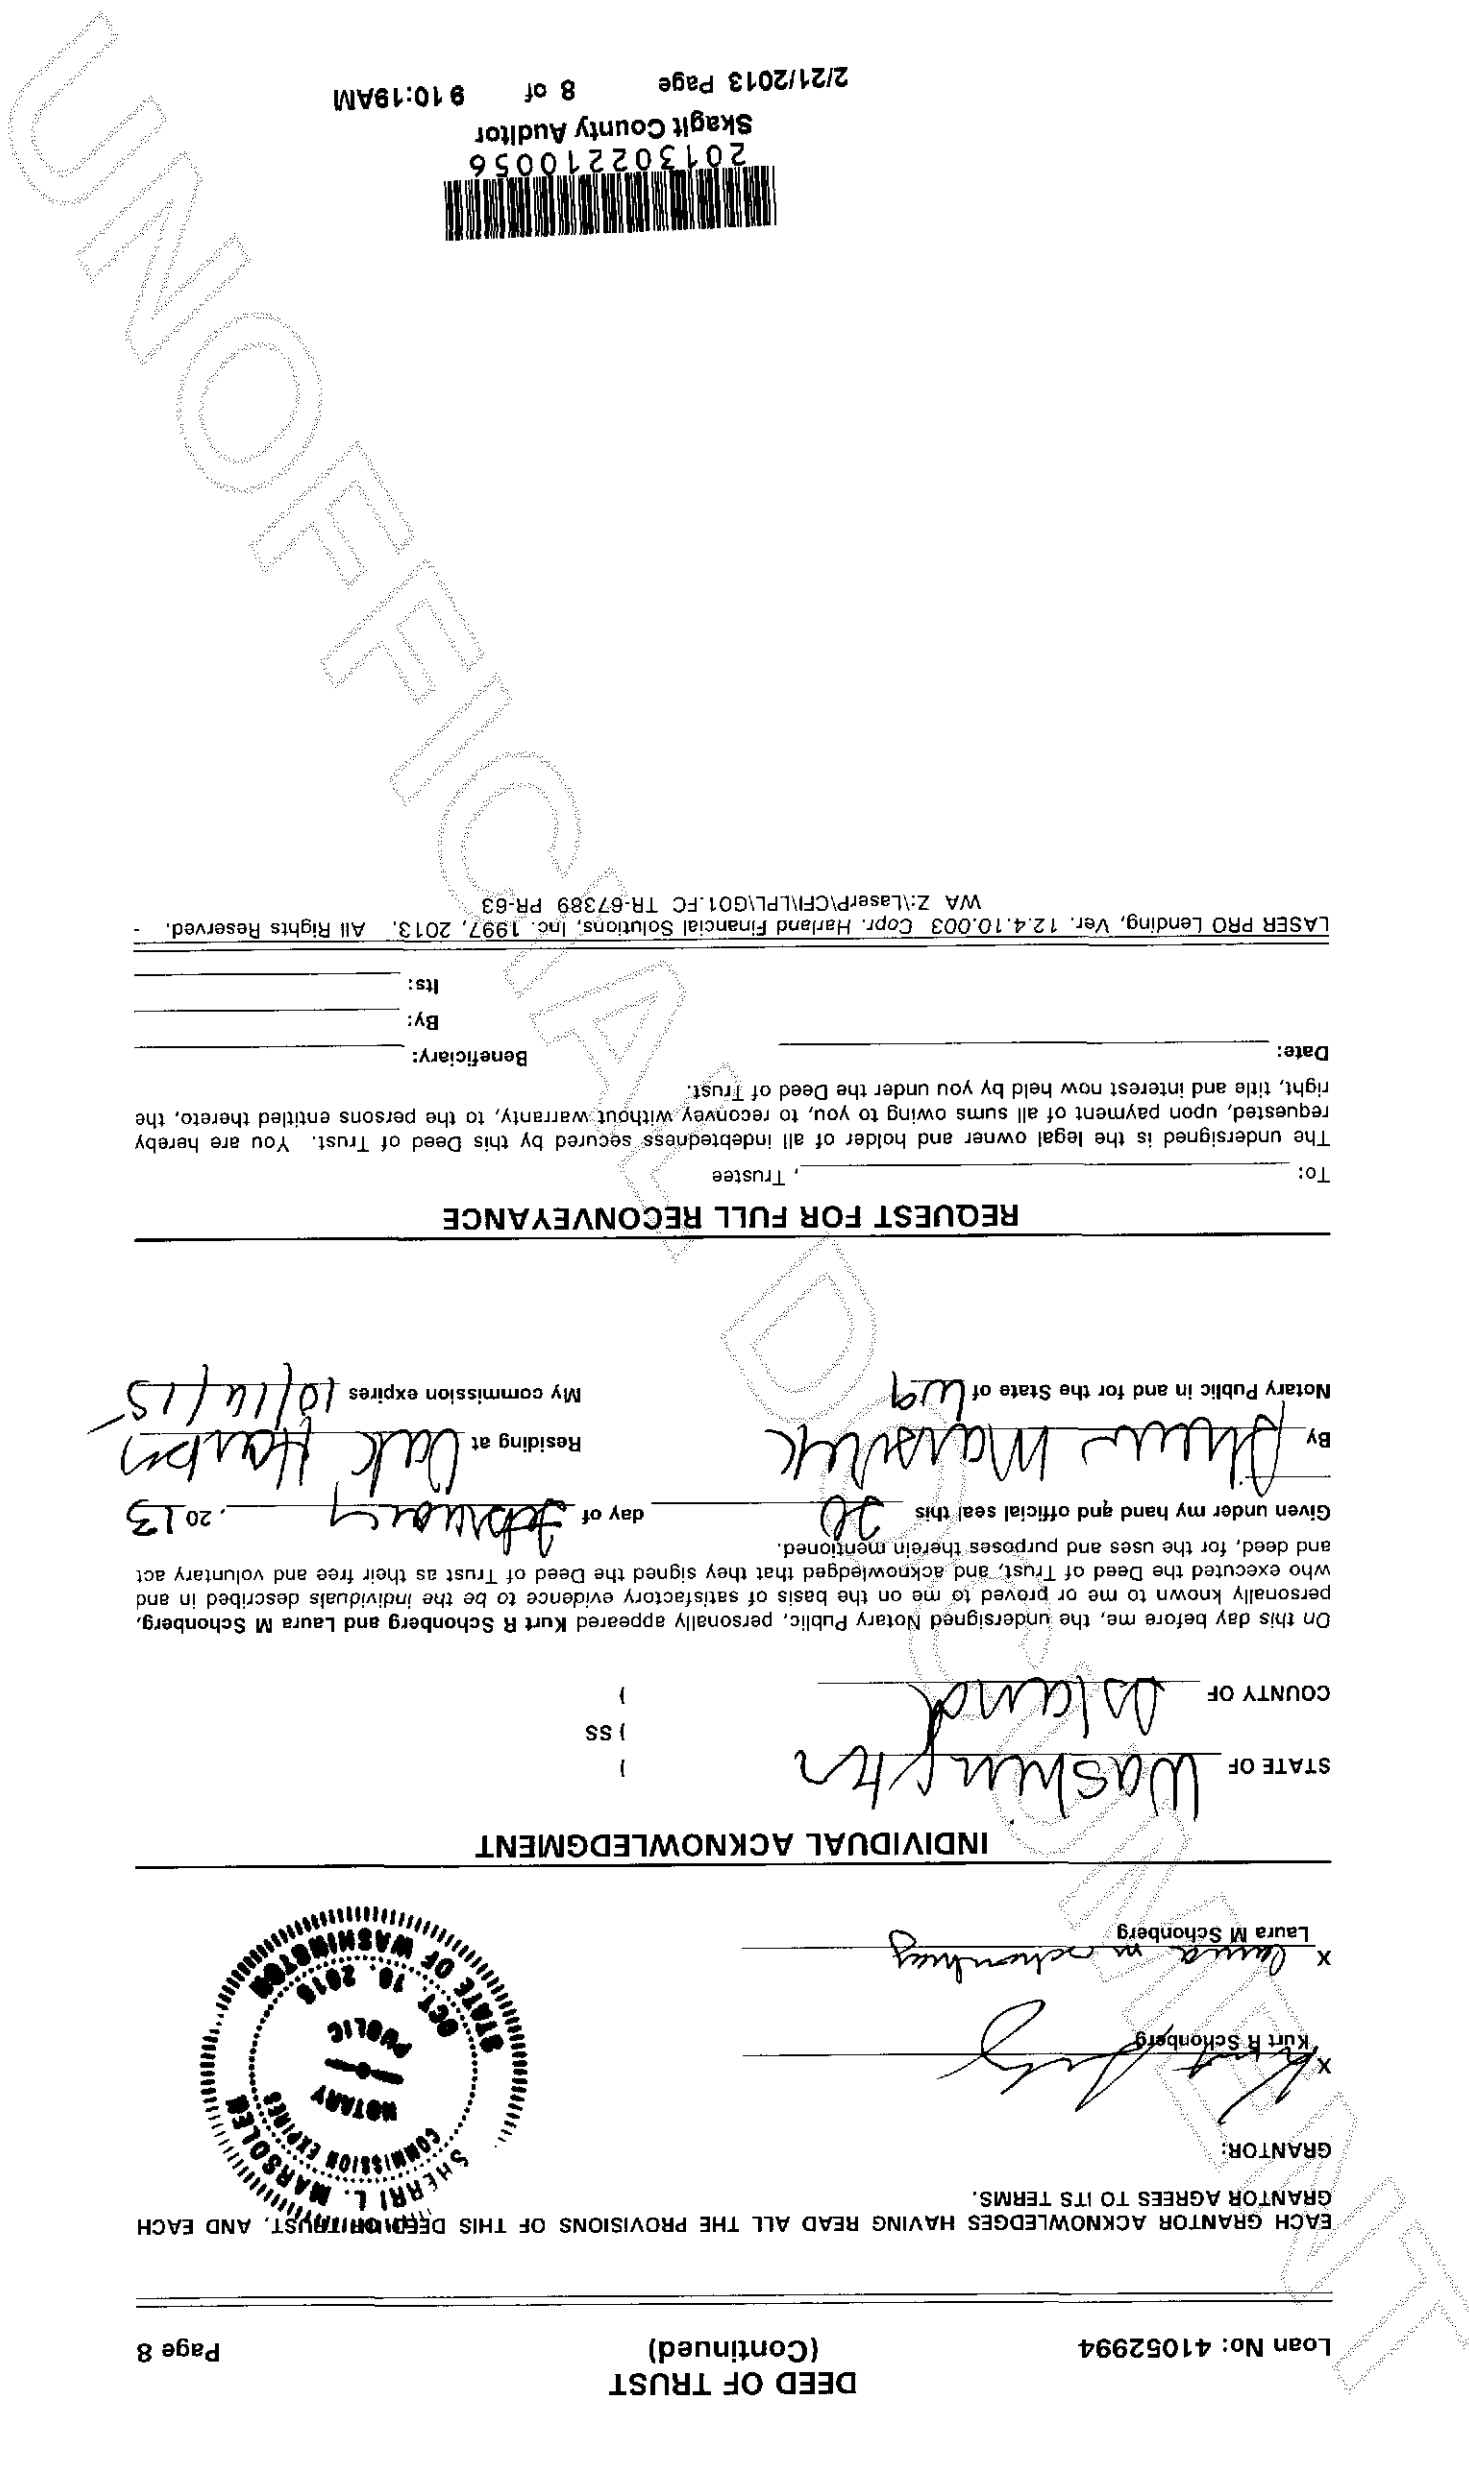 DEED OF TRUST
Loan No: 41052994 (Continued) Page 8
EACH GRANTOR ACKNOWLEDGES HAVING READ ALL THE PROVISIONS OF THIS DEED OF TRUST, AND EACH
GRANTOR AGREES TO ITS TERMS.
GRANTOR:
X
Kurt R Schonberg
X Laura M Schonberg
Laura M Schonberg
SHERRI L. MARSOLEK
COMMISSION EXPIRES
NOTARY
PUBLIC
OCT. 16, 2015
STATE OF WASHINGTON
INDIVIDUAL ACKNOWLEDGMENT
STATE OF Washington )
) SS
COUNTY OF Island )
On this day before me, the undersigned Notary Public, personally appeared Kurt R Schonberg and Laura M Schonberg,
personally known to me or proved to me on the basis of satisfactory evidence to be the individuals described in and
who executed the Deed of Trust, and acknowledged that they signed the Deed of Trust as their free and voluntary act
and deed, for the uses and purposes therein mentioned.
Given under my hand and official seal this 20 day of February, 2013
By Sherri Marsolek Residing at Oak Harbor
Notary Public in and for the State of WA My commission expires 10/16/15
REQUEST FOR FULL RECONVEYANCE
To: , Trustee
The undersigned is the legal owner and holder of all indebtedness secured by this Deed of Trust. You are hereby
requested, upon payment of all sums owing to you, to reconvey without warranty, to the persons entitled thereto, the
right, title and interest now held by you under the Deed of Trust.
Date: Beneficiary:
By:
Its:
LASER PRO Lending, Ver. 12.4.10.003 Copr. Harland Financial Solutions, Inc. 1997, 2013. All Rights Reserved. -
WA Z:\LaserP\CFI\LPL\G01.FC TR-67389 PR-63
201302210056
Skagit County Auditor
2/21/2013 Page 8 of 9 10:19AM
UNOFFICIAL DOCUMENT